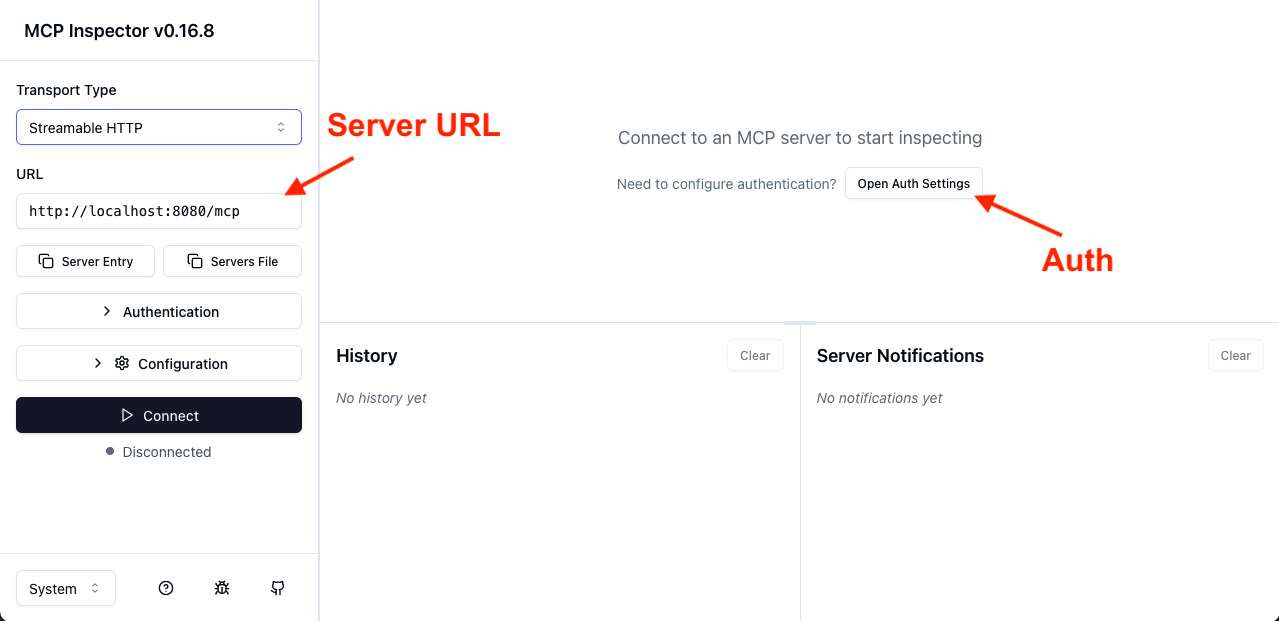 MCP Inspector v0.16.8
Transport Type
Streamable HTTP
URL
http://localhost:8080/mcp
Server Entry
Servers File
Authentication
Configuration
Connect
Disconnected
System
Server URL
Connect to an MCP server to start inspecting
Need to configure authentication?
Open Auth Settings
Auth
History
Clear
No history yet
Server Notifications
Clear
No notifications yet